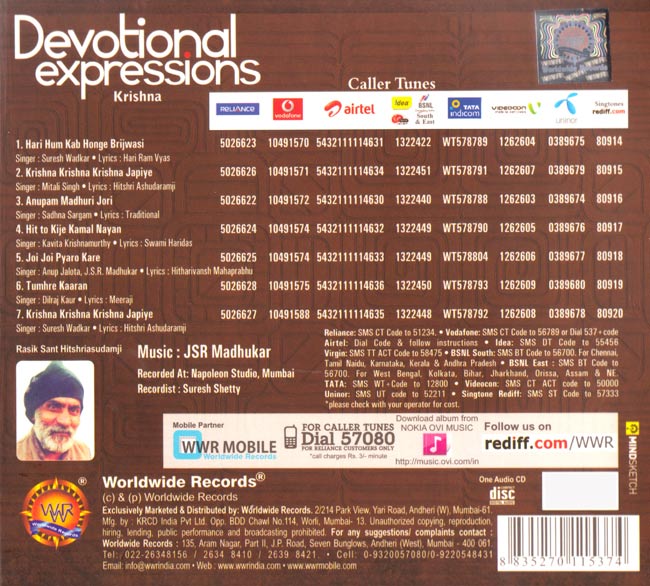 Devotional
expressions
Krishna
Caller Tunes
RELIANCE vodafone airtel !dea BSNL South & East TATA indicom VIDEOCON uninor Singtones rediff.com
1. Hari Hum Kab Honge Brijwasi 5026623 10491570 5432111114631 1322422 WT578789 1262604 0389675 80914
Singer : Suresh Wadkar • Lyrics : Hari Ram Vyas
2. Krishna Krishna Krishna Japiye 5026626 10491571 5432111114634 1322451 WT578791 1262607 0389679 80915
Singer : Mitali Singh • Lyrics : Hitshri Ashudaramji
3. Anupam Madhuri Jori 5026622 10491572 5432111114630 1322440 WT578788 1262603 0389674 80916
Singer : Sadhna Sargam • Lyrics : Traditional
4. Hit to Kije Kamal Nayan 5026624 10491574 5432111114632 1322449 WT578790 1262605 0389676 80917
Singer : Kavita Krishnamurthy • Lyrics : Swami Haridas
5. Joi Joi Pyaro Kare 5026625 10491574 5432111114633 1322449 WT578804 1262606 0389677 80918
Singer : Anup Jalota, J.S.R. Madhukar • Lyrics : Hitharivansh Mahaprabhu
6. Tumhre Kaaran 5026628 10491575 5432111114636 1322450 WT578793 1262609 0389680 80919
Singer : Dilraj Kaur • Lyrics : Meeraji
7. Krishna Krishna Krishna Japiye 5026627 10491588 5432111114635 1322448 WT578792 1262608 0389678 80920
Singer : Suresh Wadkar • Lyrics : Hitshri Ashudaramji
Rasik Sant Hitshriasudamji
Music : JSR Madhukar
Recorded At: Napoleon Studio, Mumbai
Recordist : Suresh Shetty
Reliance: SMS CT Code to 51234. • Vodafone: SMS CT Code to 56789 or Dial 537 + code
Airtel: Dial Code & follow instructions • Idea: SMS DT Code to 55456
Virgin: SMS TT ACT Code to 58475 • BSNL South: SMS BT Code to 56700. For Chennai,
Tamil Naidu, Karnataka, Kerala & Andhra Pradesh • BSNL East : SMS BT Code to
56700. For West Bengal, Kolkata, Bihar, Jharkhand, Orissa, Assam & NE.
TATA: SMS WT + Code to 12800 • Videocon: SMS CT ACT code to 50000
Uninor: SMS UT code to 52211 • Singtone Rediff: SMS ST Code to 57333
*please check with your operator for cost.
Mobile Partner
WWR MOBILE
Worldwide Records
FOR CALLER TUNES
Dial 57080
FOR RELIANCE CUSTOMERS ONLY
*call charges Rs. 3/- minute
Download album from
NOKIA OVI MUSIC
http://music.ovi.com/in
Follow us on
rediff.com/WWR
MINDSKETCH
WWR
Worldwide Records®
(c) & (p) Worldwide Records
Exclusively Marketed & Distributed by: Worldwide Records. 2/214 Park View, Yari Road, Andheri (W), Mumbai-61.
Mfg. by : KRCD India Pvt Ltd. Opp. BDD Chawl No.114, Worli, Mumbai- 13. Unauthorized copying, reproduction,
hiring, lending, public performance and broadcasting prohibited. For any suggestions/ complaints contact :
Worldwide Records : 135, Aram Nagar, Part II, J.P. Road, Seven Bunglows, Andheri (West), Mumbai - 400 061
Tel.:022-26348156 / 2634 8410 / 2639 8421. • Cell.: 0-9320057080/0-9220548431
Email: info@wwrindia.com • Website: www.wwrindia.com / www.wwrmobile.com
One Audio CD
COMPACT
disc
DIGITAL AUDIO
8 835270 115374